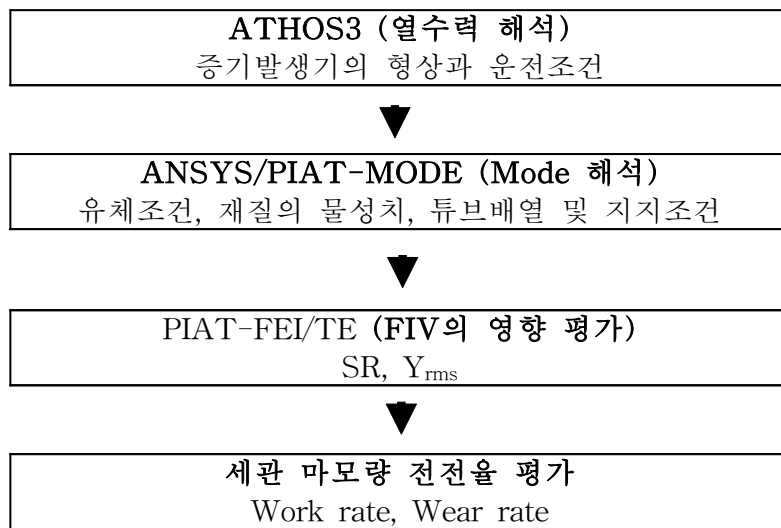 ATHOS3 (열수력 해석)
증기발생기의 형상과 운전조건
ANSYS/PIAT-MODE (Mode 해석)
유체조건, 재질의 물성치, 튜브배열 및 지지조건
PIAT-FEI/TE (FIV의 영향 평가)
SR, Yrms
세관 마모량 전전율 평가
Work rate, Wear rate